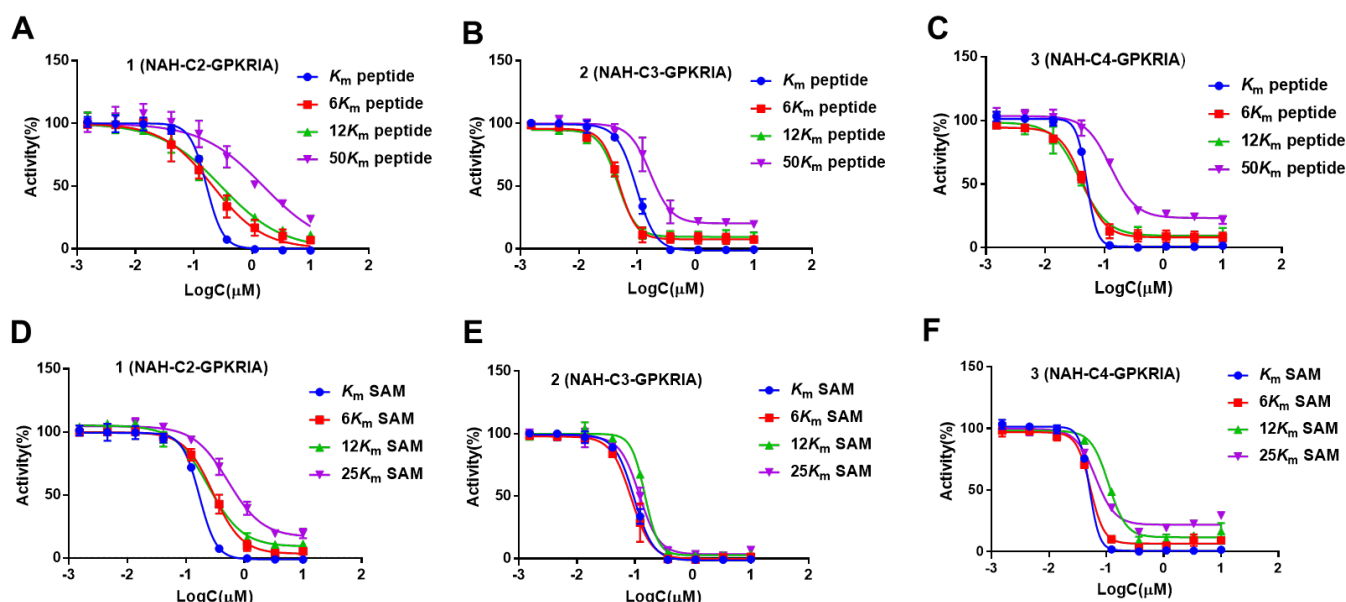 A
1 (NAH-C2-GPKRIA)
Activity(%)
150
100
50
0
-3
-2
-1
0
1
2
LogC(μM)
Km peptide
6Km peptide
12Km peptide
50Km peptide
B
2 (NAH-C3-GPKRIA)
Activity(%)
150
100
50
0
-3
-2
-1
0
1
2
LogC(μM)
Km peptide
6Km peptide
12Km peptide
50Km peptide
C
3 (NAH-C4-GPKRIA)
Activity(%)
150
100
50
0
-3
-2
-1
0
1
2
LogC(μM)
Km peptide
6Km peptide
12Km peptide
50Km peptide
D
1 (NAH-C2-GPKRIA)
Activity(%)
150
100
50
0
-3
-2
-1
0
1
2
LogC(μM)
Km SAM
6Km SAM
12Km SAM
25Km SAM
E
2 (NAH-C3-GPKRIA)
Activity(%)
150
100
50
0
-3
-2
-1
0
1
2
LogC(μM)
Km SAM
6Km SAM
12Km SAM
25Km SAM
F
3 (NAH-C4-GPKRIA)
Activity(%)
150
100
50
0
-3
-2
-1
0
1
2
LogC(μM)
Km SAM
6Km SAM
12Km SAM
25Km SAM